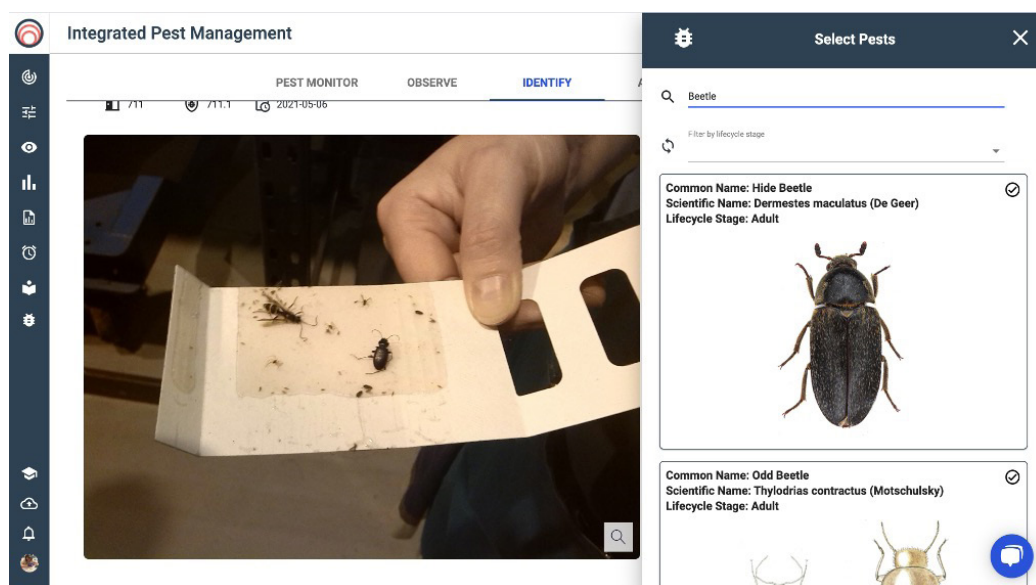 Integrated Pest Management
PEST MONITOR OBSERVE IDENTIFY A
711 711.1 2021-05-06
Select Pests
Beetle
Filter by lifecycle stage
Common Name: Hide Beetle
Scientific Name: Dermestes maculatus (De Geer)
Lifecycle Stage: Adult
Common Name: Odd Beetle
Scientific Name: Thylodrias contractus (Motschulsky)
Lifecycle Stage: Adult